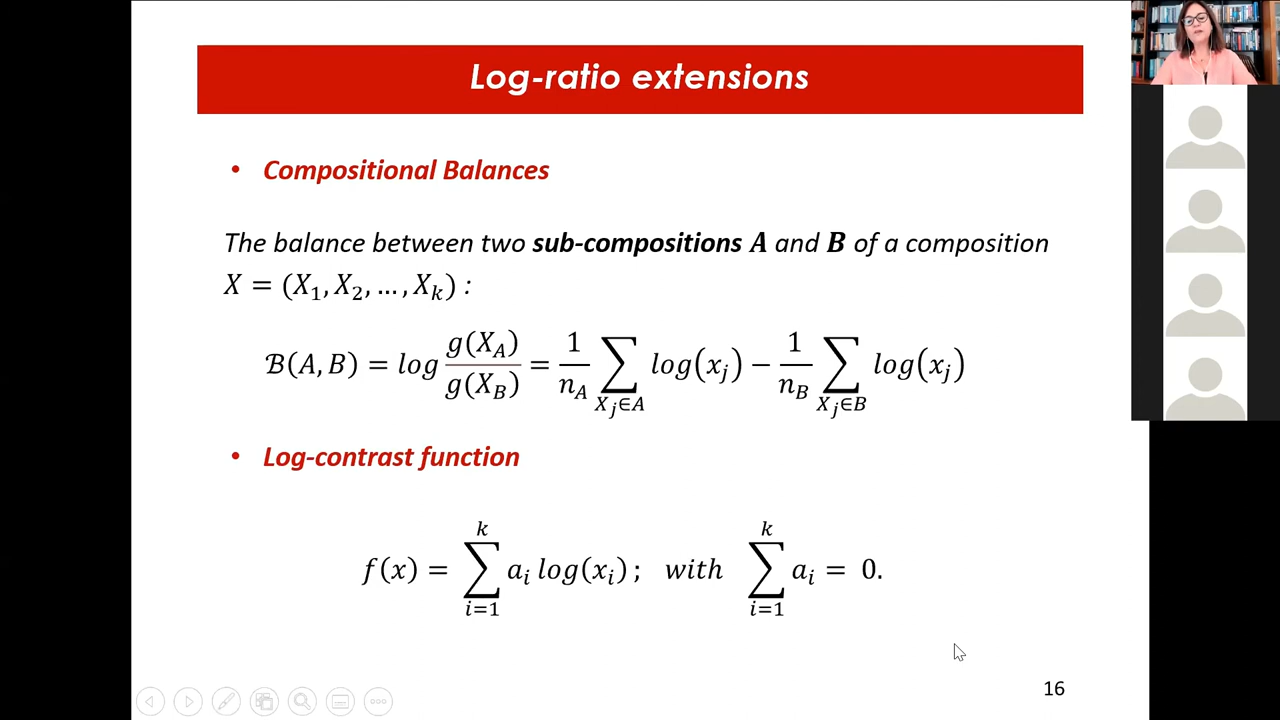 Log-ratio extensions
• Compositional Balances
The balance between two sub-compositions A and B of a composition
X = (X₁, X₂, … , Xₖ) :
ℬ(A, B) = log g(X_A) / g(X_B) = 1/n_A ∑_{X_j∈A} log(x_j) − 1/n_B ∑_{X_j∈B} log(x_j)
• Log-contrast function
f(x) = ∑_{i=1}^{k} a_i log(x_i) ; with ∑_{i=1}^{k} a_i = 0.
16